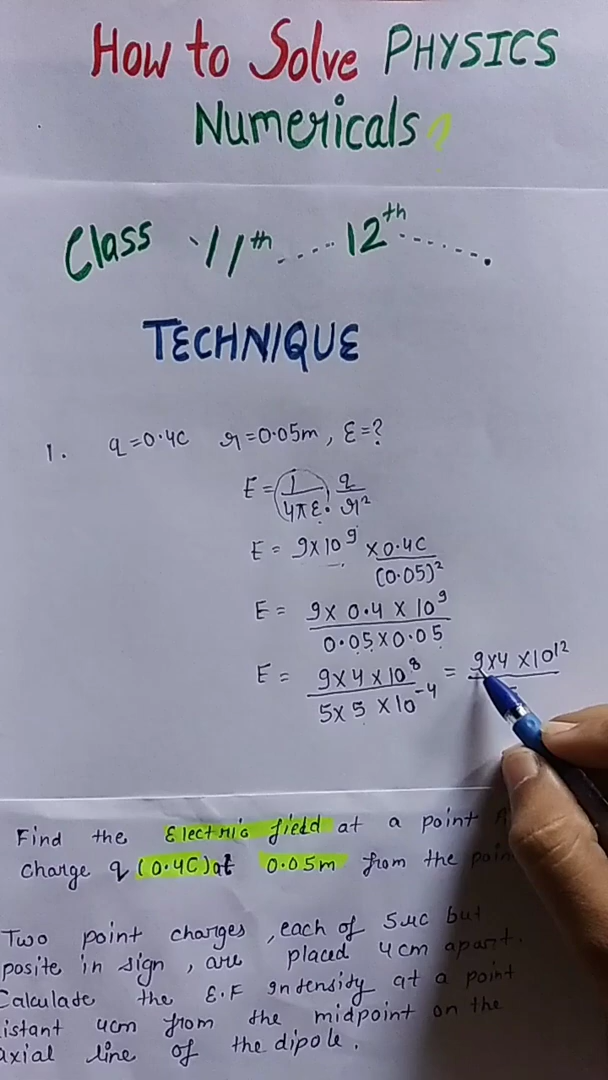 How to Solve PHYSICS
Numericals?
Class 11th ..... 12th ......
TECHNIQUE
1. q=0.4C r=0.05m, E=?
E = 1/4πε₀ q/r²
E = 9×10⁹ × 0.4C/(0.05)²
E = 9× 0.4 × 10⁹/0.05×0.05
E = 9×4×10⁸/5×5 ×10⁻⁴ = 9×4 ×10¹²
Find the Electric field at a point
Charge q (0.4C) at 0.05m from the
Two point charges, each of 5μc but
posite in sign, are placed 4cm apart.
Calculate the E.F intensity at a point
istant 4cm from the midpoint on the
axial line of the dipole.